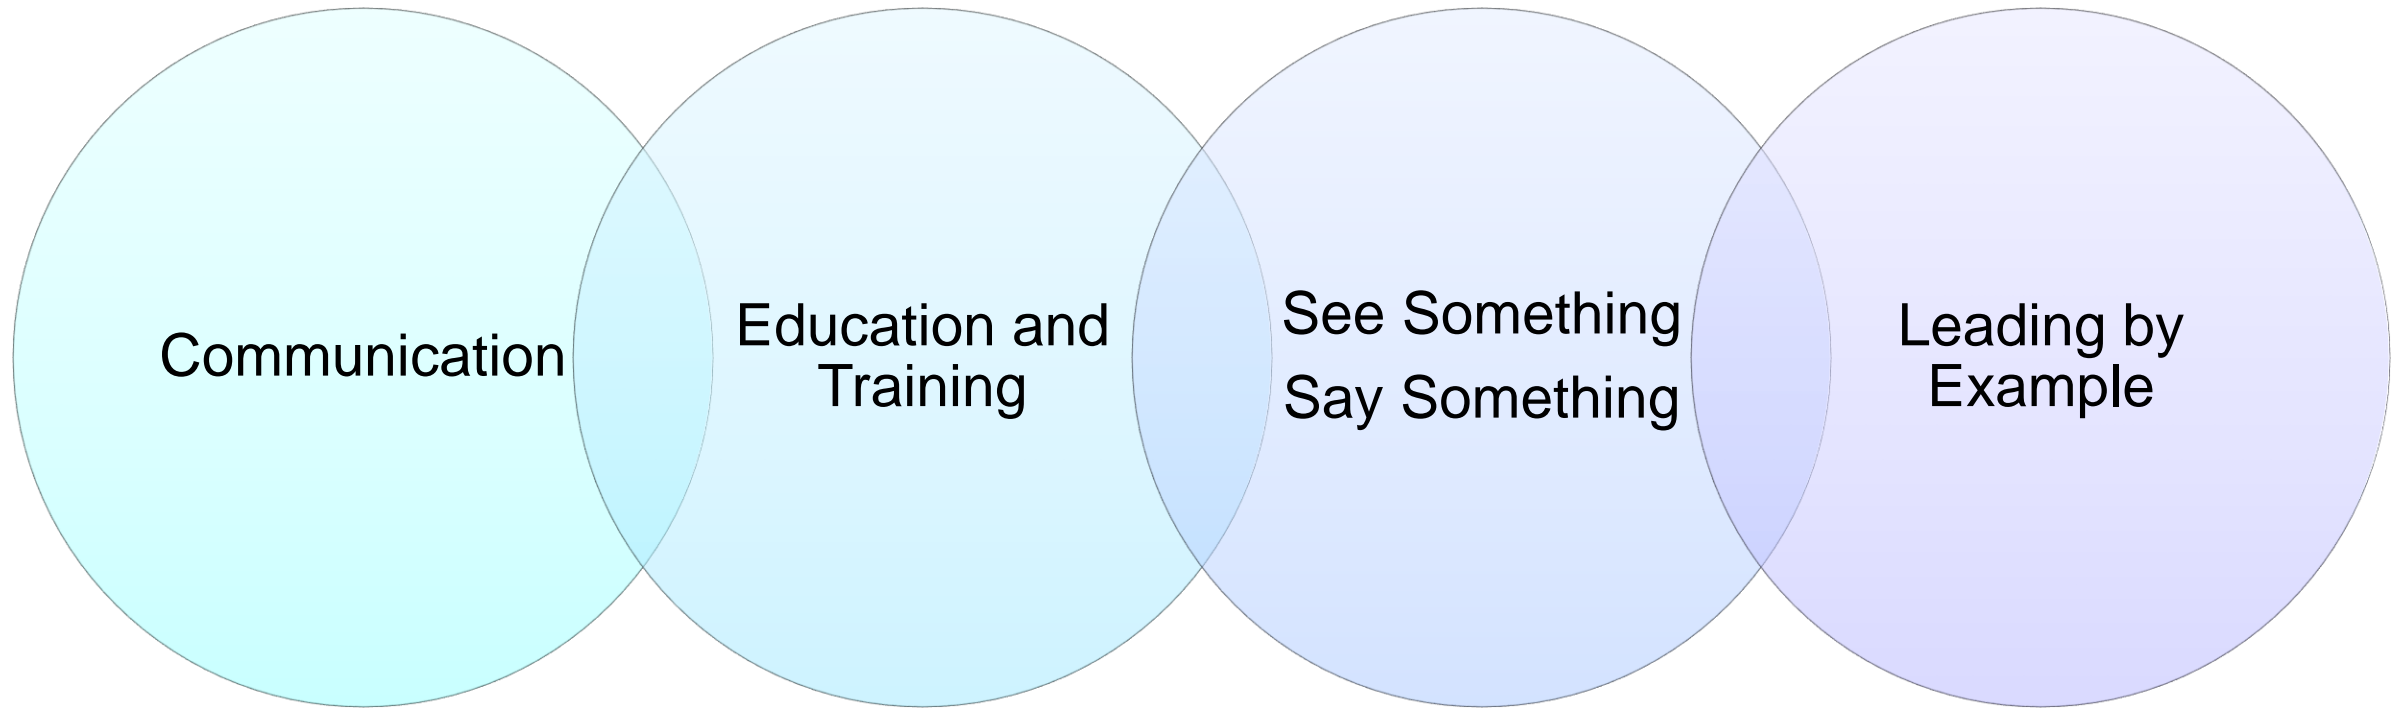 Communication
Education and
Training
See Something
Say Something
Leading by
Example